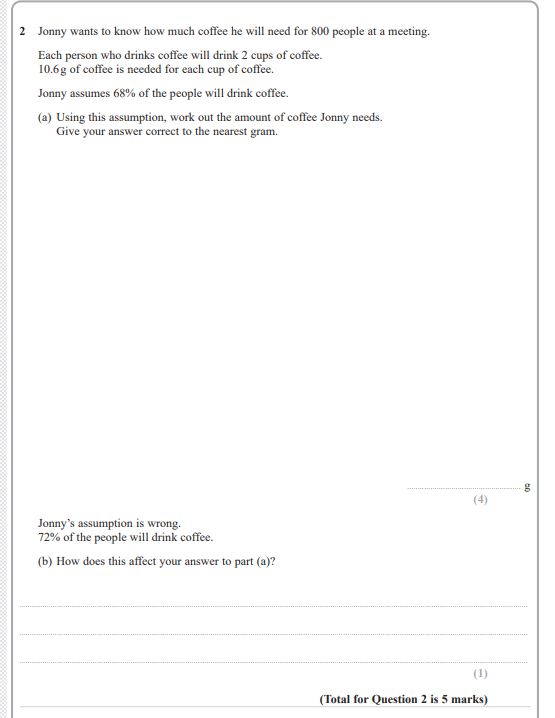 2 Jonny wants to know how much coffee he will need for 800 people at a meeting.
Each person who drinks coffee will drink 2 cups of coffee.
10.6 g of coffee is needed for each cup of coffee.
Jonny assumes 68% of the people will drink coffee.
(a) Using this assumption, work out the amount of coffee Jonny needs.
Give your answer correct to the nearest gram.
g
(4)
Jonny's assumption is wrong.
72% of the people will drink coffee.
(b) How does this affect your answer to part (a)?
(1)
(Total for Question 2 is 5 marks)